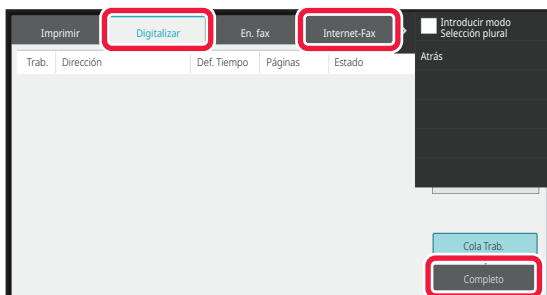 Imprimir
Digitalizar
En. fax
Internet-Fax
Introducir modo
Selección plural
Trab.
Dirección
Def. Tiempo
Páginas
Estado
Atrás
Cola Trab.
Completo